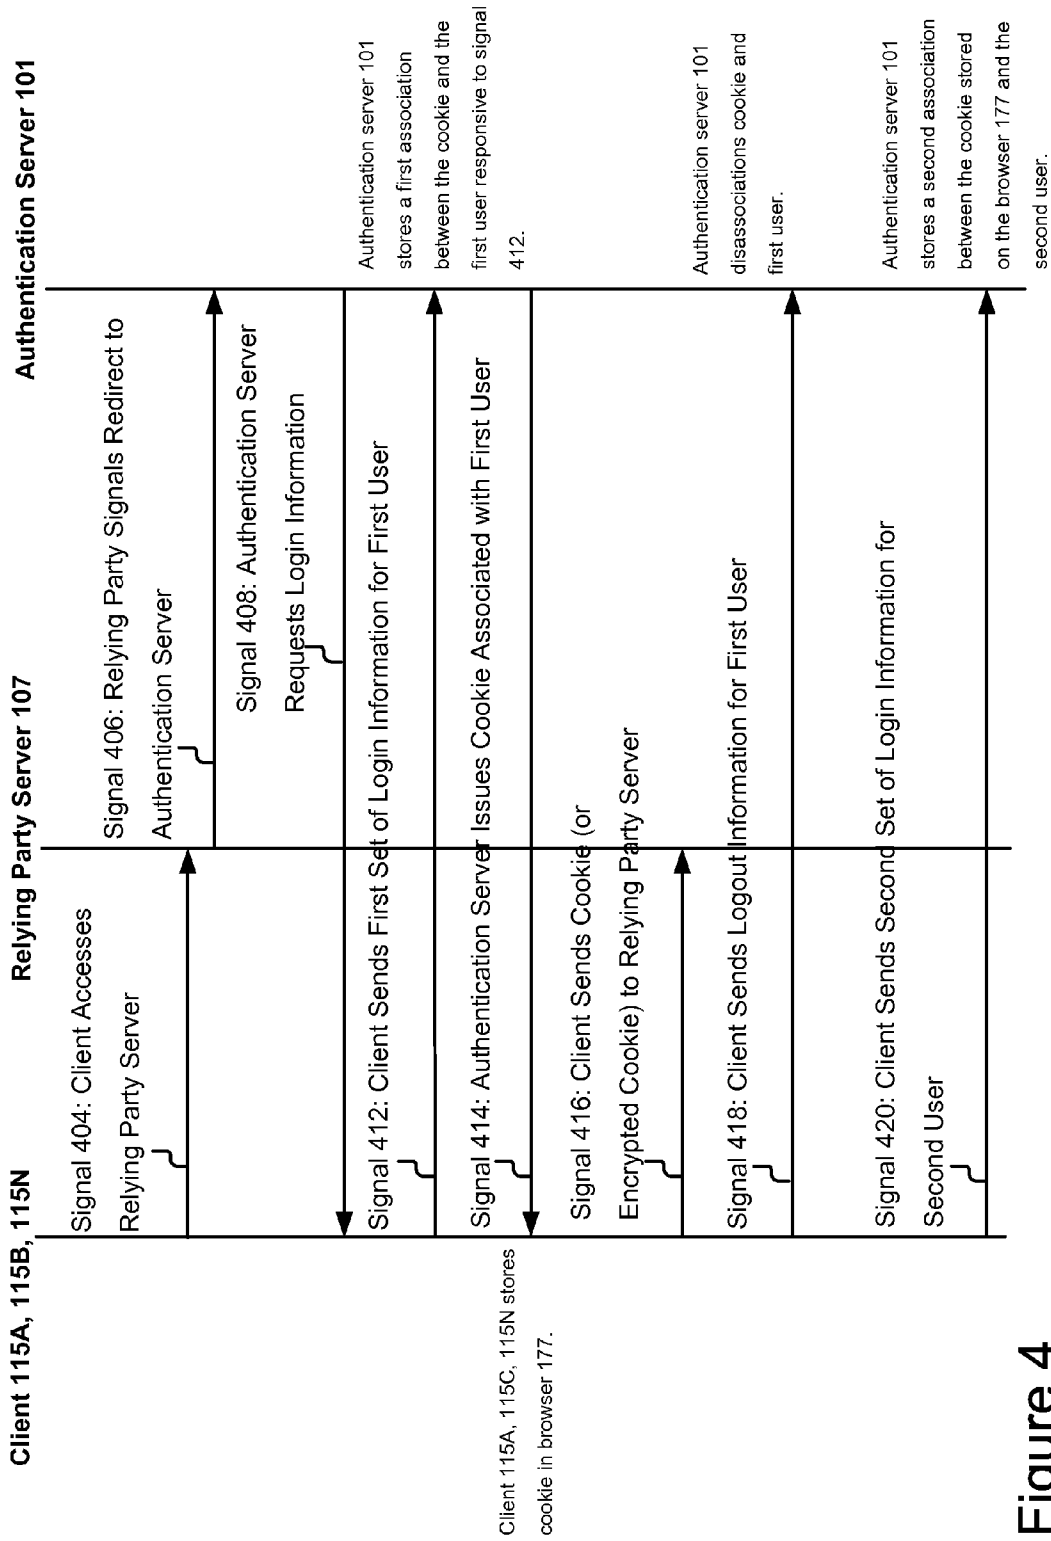 Client 115A, 115B, 115N
Relying Party Server 107
Authentication Server 101
Signal 404: Client Accesses
Relying Party Server
Signal 406: Relying Party Signals Redirect to
Authentication Server
Signal 408: Authentication Server
Requests Login Information
Signal 412: Client Sends First Set of Login Information for First User
Authentication server 101
stores a first association
between the cookie and the
first user responsive to signal
412.
Signal 414: Authentication Server Issues Cookie Associated with First User
Client 115A, 115C, 115N stores
cookie in browser 177.
Signal 416: Client Sends Cookie (or
Encrypted Cookie) to Relying Party Server
Signal 418: Client Sends Logout Information for First User
Authentication server 101
disassociations cookie and
first user.
Signal 420: Client Sends Second Set of Login Information for
Second User
Authentication server 101
stores a second association
between the cookie stored
on the browser 177 and the
second user.
Figure 4